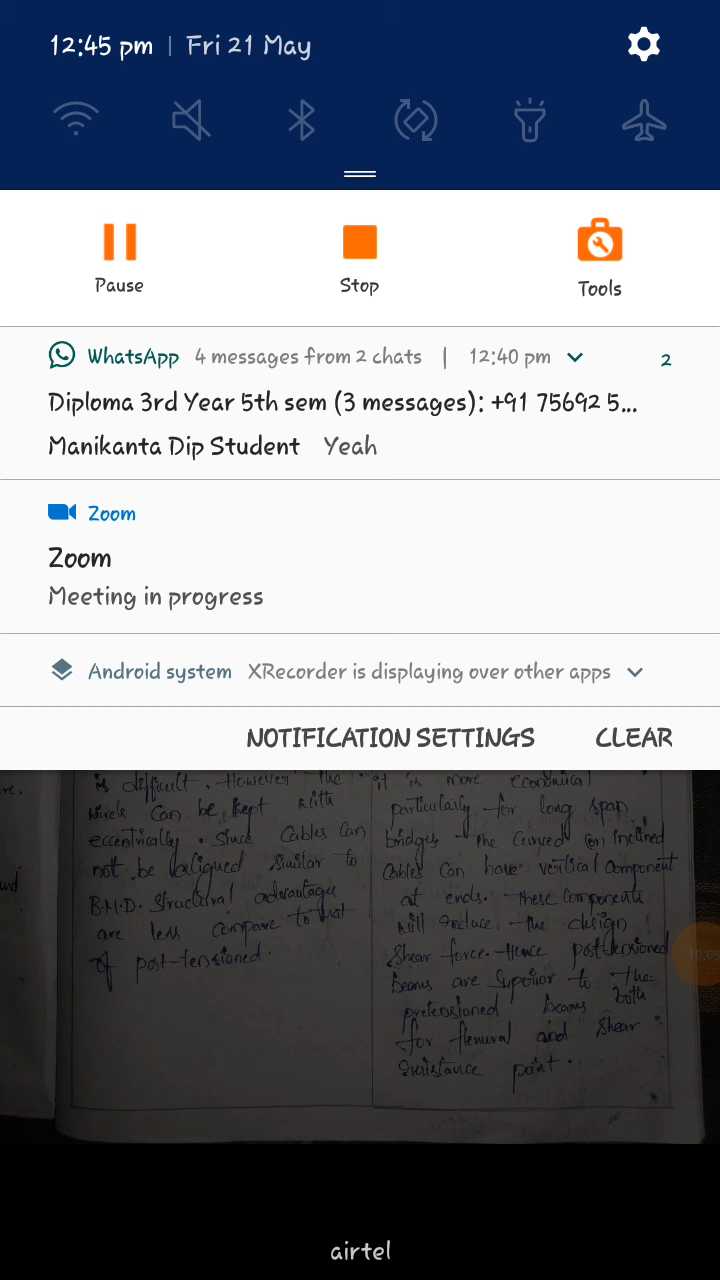 12:45 pm | Fri 21 May
Pause
Stop
Tools
WhatsApp 4 messages from 2 chats | 12:40 pm 2
Diploma 3rd Year 5th sem (3 messages): +91 75692 5...
Manikanta Dip Student Yeah
Zoom
Zoom
Meeting in progress
Android system XRecorder is displaying over other apps
NOTIFICATION SETTINGS CLEAR
is difficult. However the
can be kept with
eccentrically. Since Cables Can
not be aligned Similar to
B.M.D. Structural advantages
are less compare to that
of post-tensioned.
it is more economical
particularly for long span
bridges the Curved (or) inclined
Cables Can have vertical Component
at ends. These Components
will reduce the design
Shear force. Hence post-tensioned
beams are Superior to the
pretensioned beams both
for flexural and Shear
resistance point.
10:05
airtel